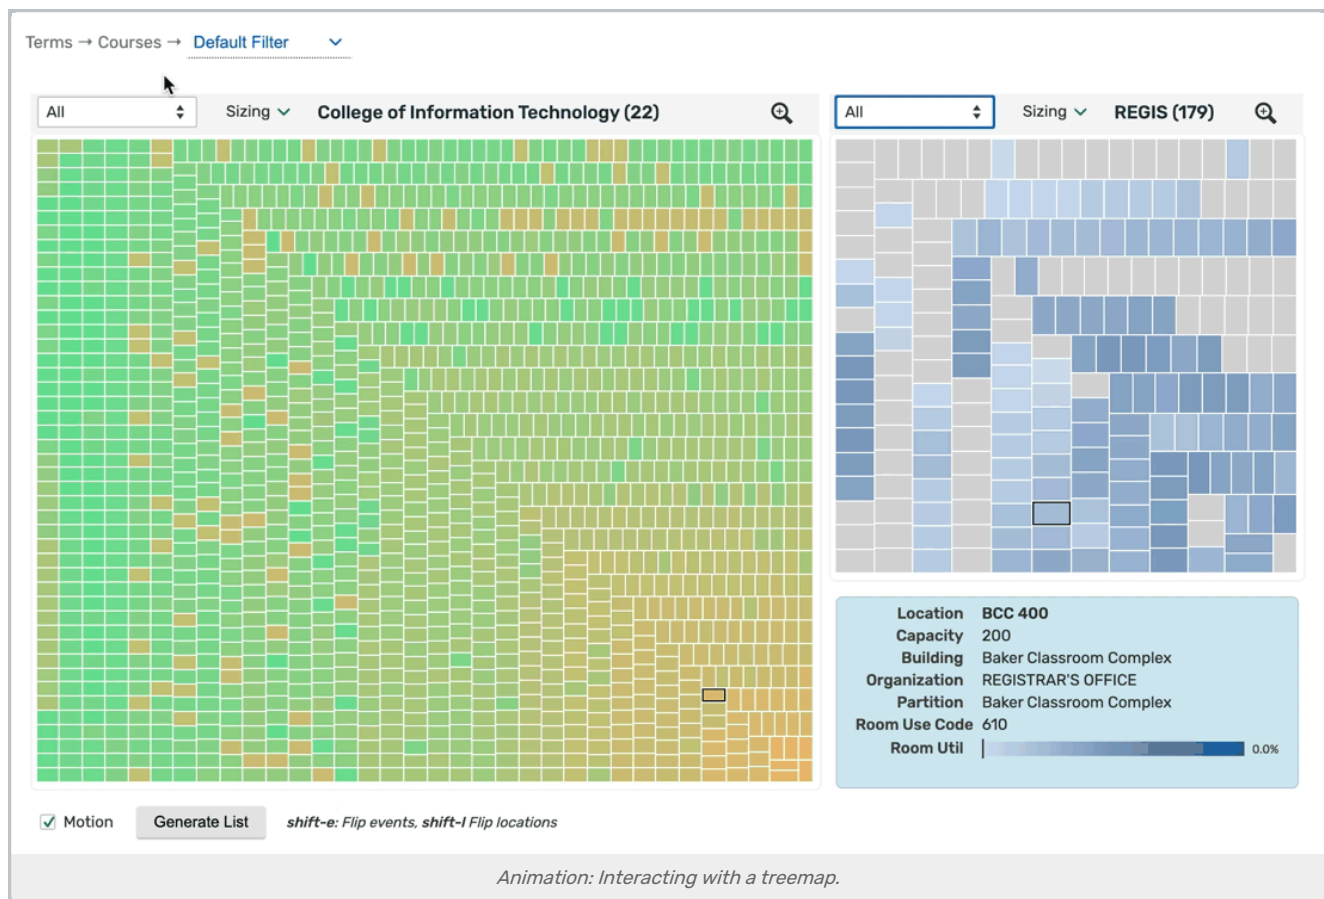 Terms → Courses → Default Filter
All
Sizing
College of Information Technology (22)
All
Sizing
REGIS (179)
Location BCC 400
Capacity 200
Building Baker Classroom Complex
Organization REGISTRAR'S OFFICE
Partition Baker Classroom Complex
Room Use Code 610
Room Util 0.0%
Motion
Generate List
shift-e: Flip events, shift-l Flip locations
Animation: Interacting with a treemap.